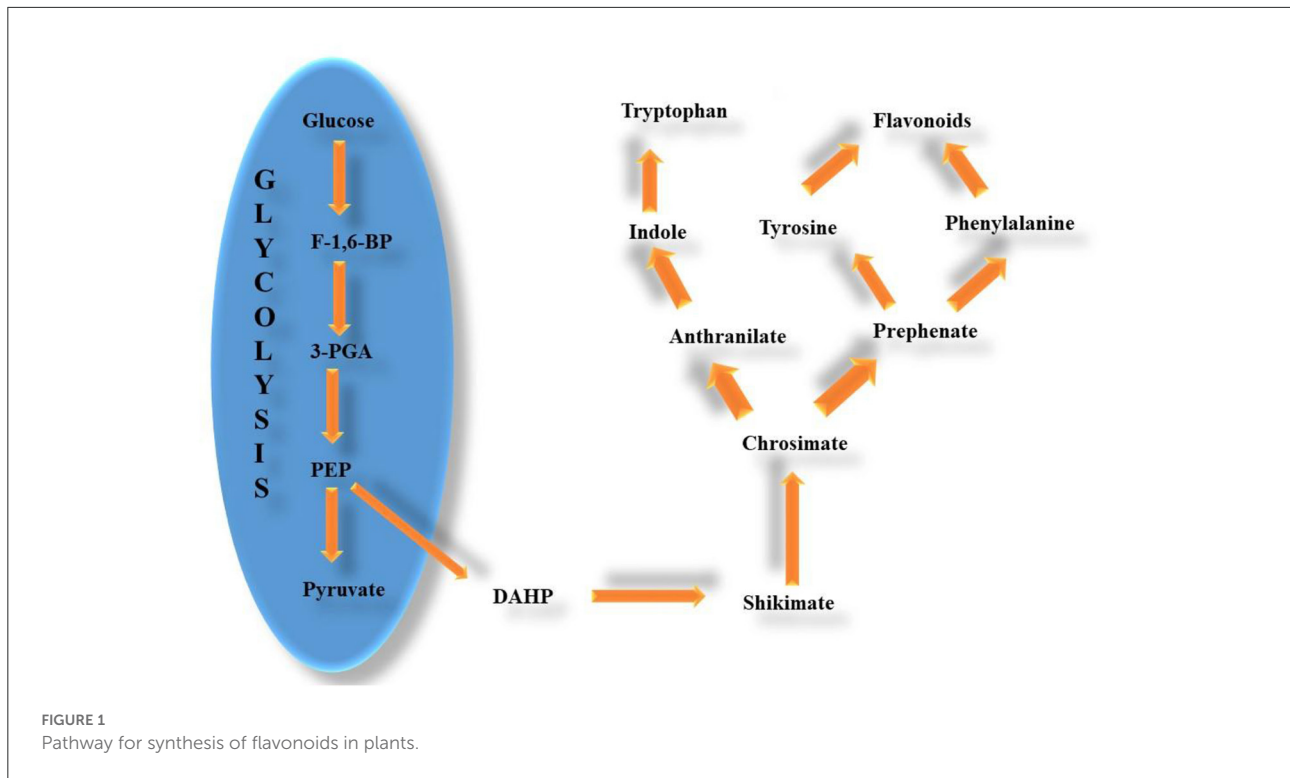 Glucose
GLYCOLYSIS
F-1,6-BP
3-PGA
PEP
Pyruvate
DAHP
Shikimate
Chrosimate
Anthranilate
Prephenate
Indole
Tyrosine
Phenylalanine
Tryptophan
Flavonoids
FIGURE 1
Pathway for synthesis of flavonoids in plants.